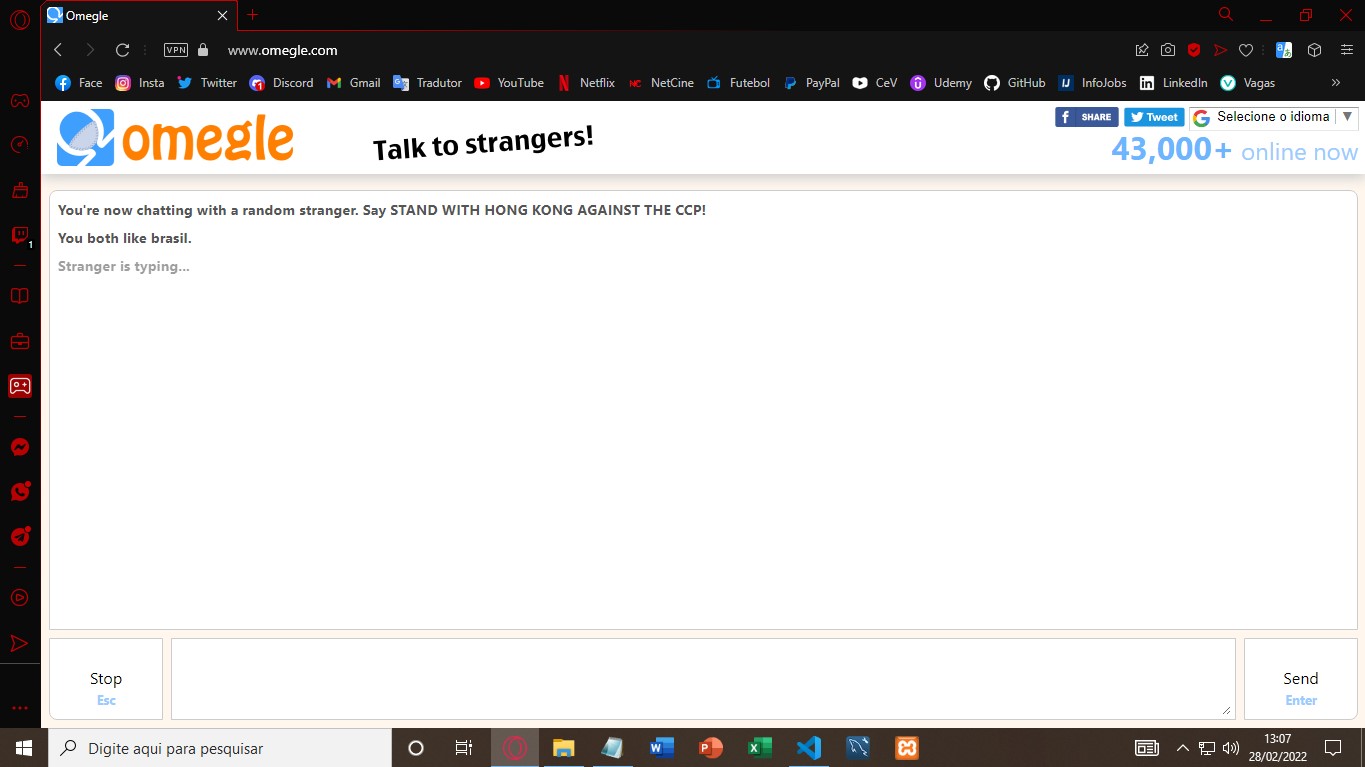 Omegle
VPN www.omegle.com
Face Insta Twitter Discord Gmail Tradutor YouTube Netflix NC NetCine Futebol PayPal CeV Udemy GitHub IJ InfoJobs LinkedIn Vagas »
omegle Talk to strangers! SHARE Tweet Selecione o idioma ▼
43,000+ online now
You're now chatting with a random stranger. Say STAND WITH HONG KONG AGAINST THE CCP!
You both like brasil.
1
Stranger is typing...
Stop
Esc
Send
Enter
Digite aqui para pesquisar
13:07
28/02/2022